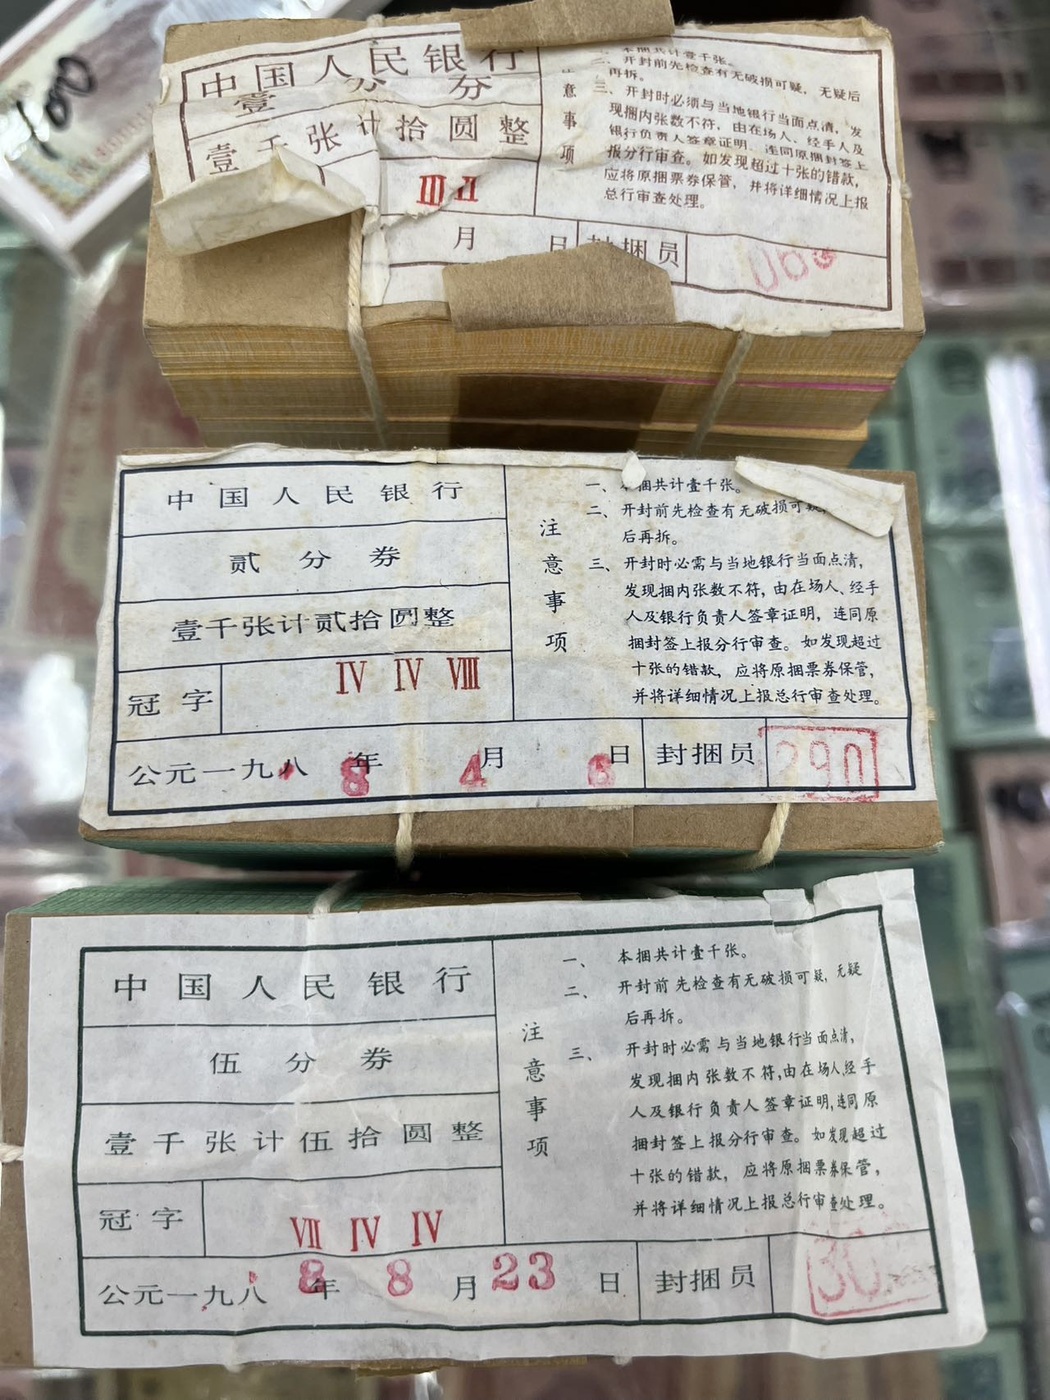 中国人民银行
壹 分 券
壹千张计拾圆整
III II
月 日 封捆员
注意事项
本捆共计壹千张。
二、开封前先检查有无破损可疑，无疑后
再拆。
三、开封时必须与当地银行当面点清，发
现捆内张数不符，由在场人、经手人及
银行负责人签章证明，连同原捆封签上
报分行审查。如发现超过十张的错款，
应将原捆票券保管，并将详细情况上报
总行审查处理。
中国人民银行
贰分券
壹千张计贰拾圆整
冠字 IV IV VIII
公元一九八 8 年 4 月 日 封捆员 290
注意事项
一、本捆共计壹千张。
二、开封前先检查有无破损可疑，
后再拆。
三、开封时必需与当地银行当面点清，
发现捆内张数不符，由在场人、经手
人及银行负责人签章证明，连同原
捆封签上报分行审查。如发现超过
十张的错款，应将原捆票券保管，
并将详细情况上报总行审查处理。
中国人民银行
伍分券
壹千张计伍拾圆整
冠字 VII IV IV
公元一九八 8 年 8 月 23 日 封捆员
注意事项
一、本捆共计壹千张。
二、开封前先检查有无破损可疑，无疑
后再拆。
三、开封时必需与当地银行当面点清，
发现捆内张数不符，由在场人、经手
人及银行负责人签章证明，连同原
捆封签上报分行审查。如发现超过
十张的错款，应将原捆票券保管，
并将详细情况上报总行审查处理。